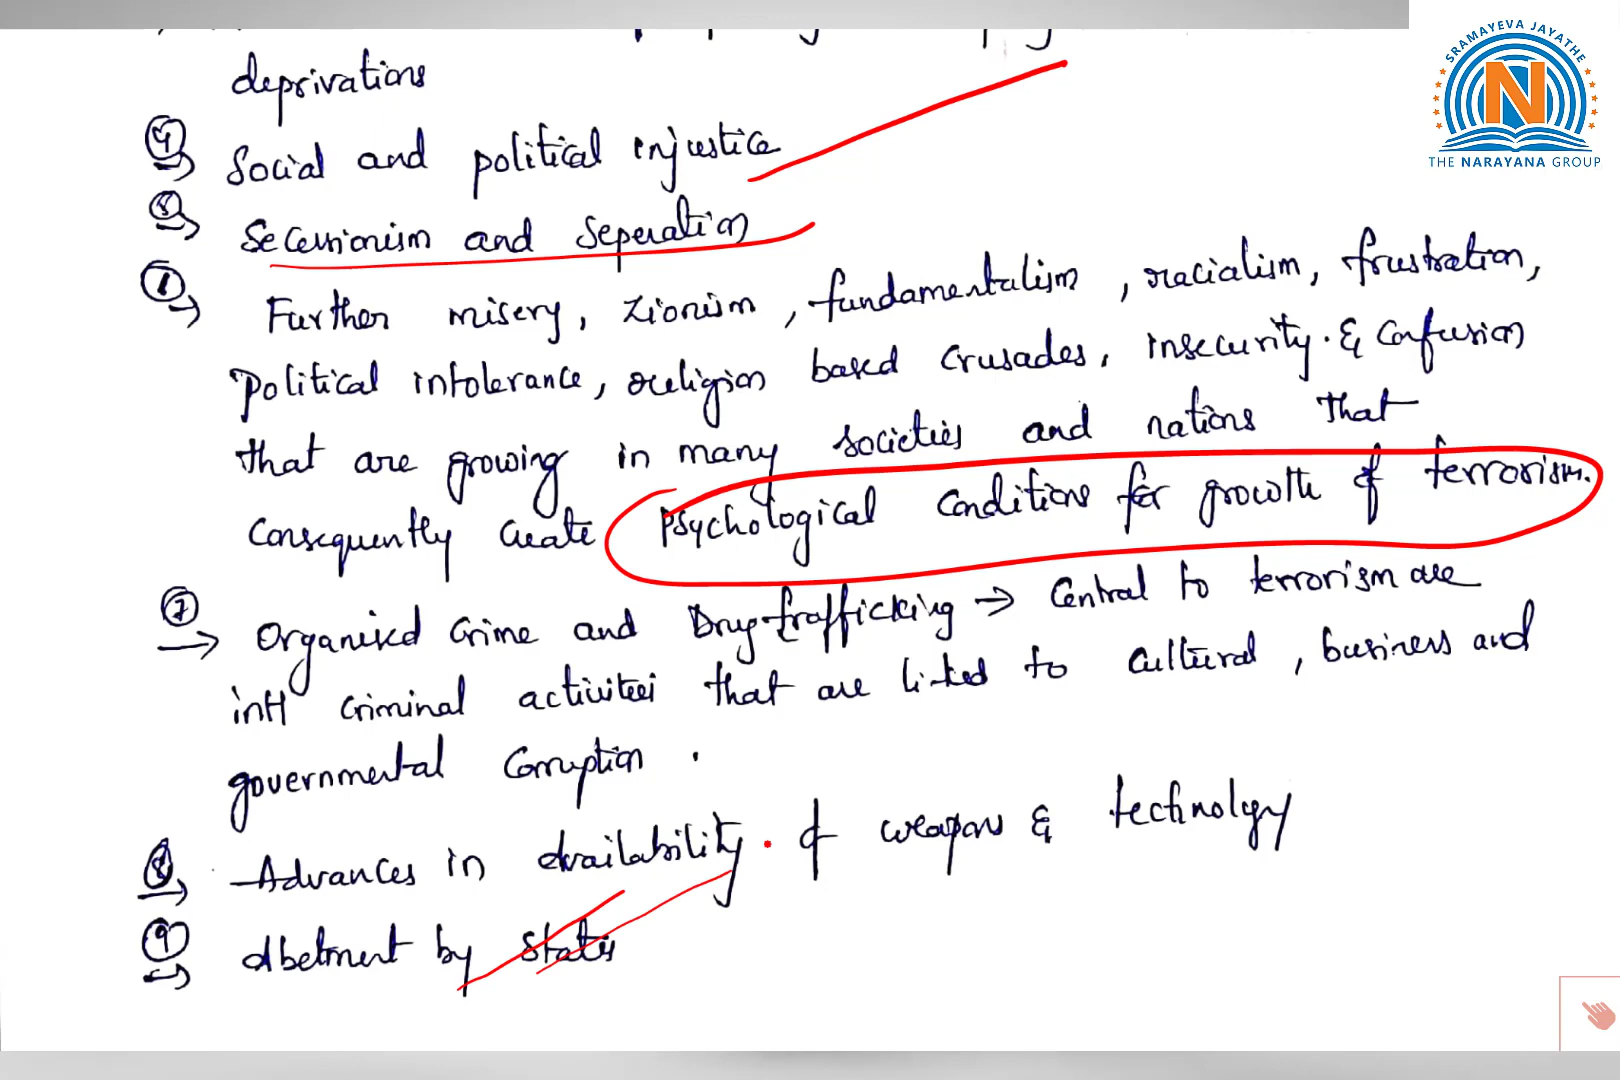 deprivations
④ Social and political injustice
⑤ Secessionism and Seperation
① Further misery, Zionism, fundamentalism, racialism, frustration,
Political intolerance, religion based crusades, insecurity. & Confusion
that are growing in many societies and nations that
Consequently create psychological Conditions for growth of terrorism.
⑦ Organised Crime and Drug trafficking → Central to terrorism are
intl criminal activities that are linked to cultural, business and
governmental Corruption.
⑧ Advances in availability of weapons & technology
⑨ Abetment by states
SRAMAYEVA JAYATHE
N
THE NARAYANA GROUP